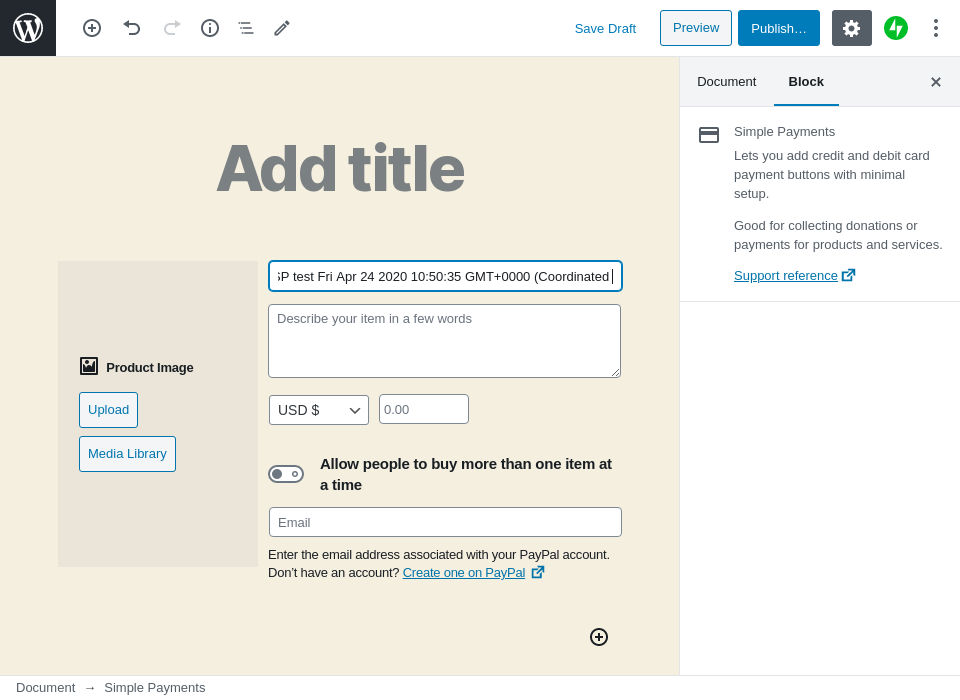 Save Draft
Preview
Publish…
Document
Block
Simple Payments
Lets you add credit and debit card
payment buttons with minimal
setup.
Good for collecting donations or
payments for products and services.
Support reference
Add title
test Fri Apr 24 2020 10:50:35 GMT+0000 (Coordinated
Describe your item in a few words
Product Image
Upload
Media Library
USD $
0.00
Allow people to buy more than one item at
a time
Email
Enter the email address associated with your PayPal account.
Don’t have an account? Create one on PayPal
Document → Simple Payments